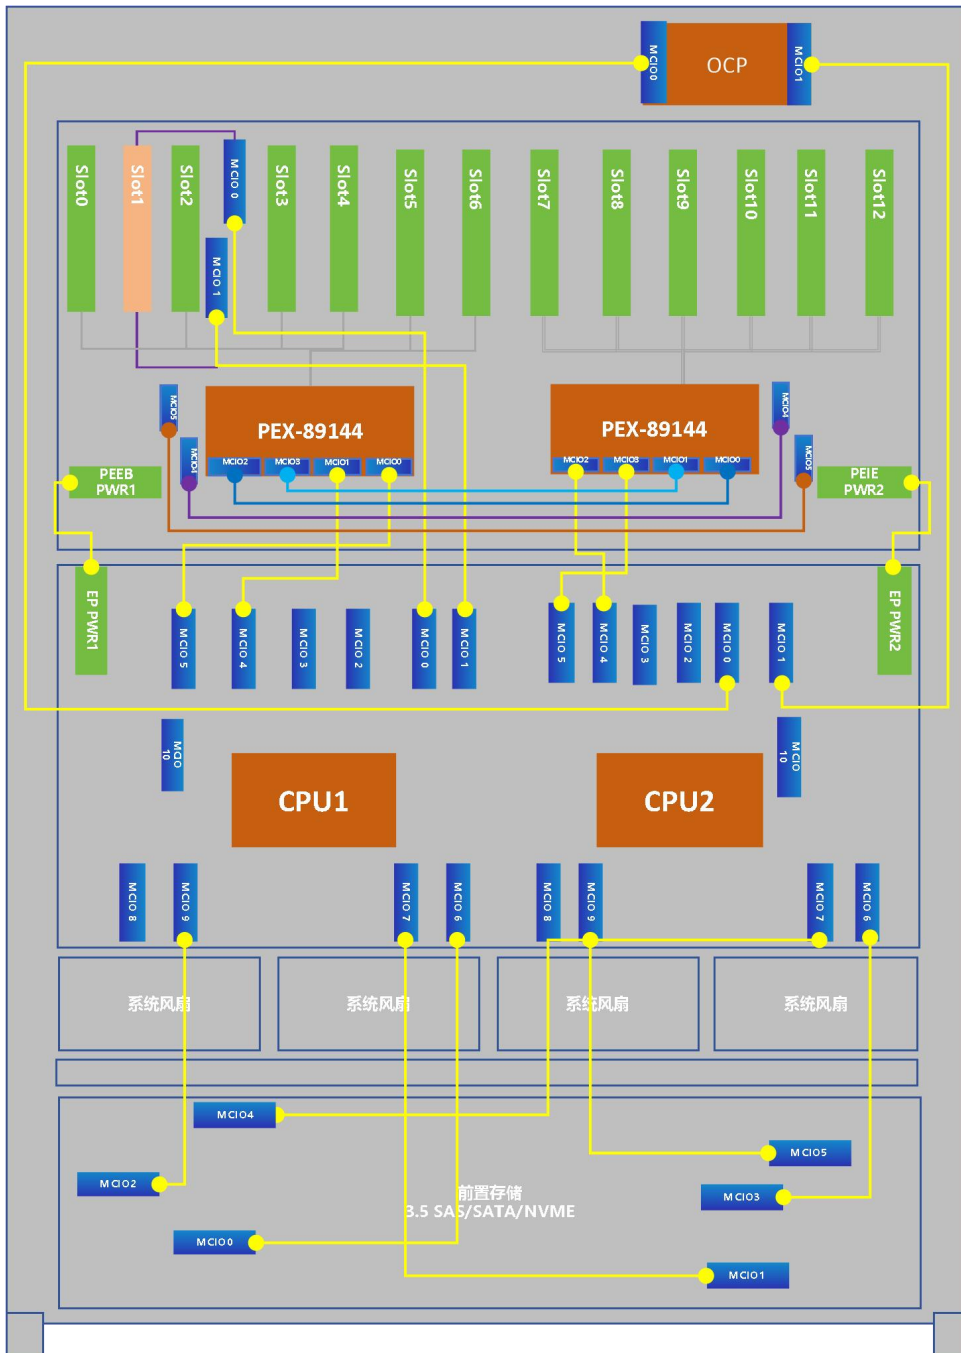 MCIO0
OCP
MCIO1
Slot0
Slot1
Slot2
MCIO 0
MCIO 1
Slot3
Slot4
Slot5
Slot6
Slot7
Slot8
Slot9
Slot10
Slot11
Slot12
MCIO5
MCIO4
PEX-89144
MCIO2
MCIO3
MCIO1
MCIO0
PEX-89144
MCIO2
MCIO3
MCIO1
MCIO0
MCIO4
MCIO5
PEEB
PWR1
PEIE
PWR2
EP PWR1
EP PWR2
MCIO 5
MCIO 4
MCIO 3
MCIO 2
MCIO 0
MCIO 1
MCIO 5
MCIO 4
MCIO 3
MCIO 2
MCIO 0
MCIO 1
MCIO
10
MCIO
10
CPU1
CPU2
MCIO 8
MCIO 9
MCIO 7
MCIO 6
MCIO 8
MCIO 9
MCIO 7
MCIO 6
系统风扇
系统风扇
系统风扇
系统风扇
MCIO4
MCIO5
MCIO2
MCIO3
前置存储
3.5 SAS/SATA/NVME
MCIO0
MCIO1